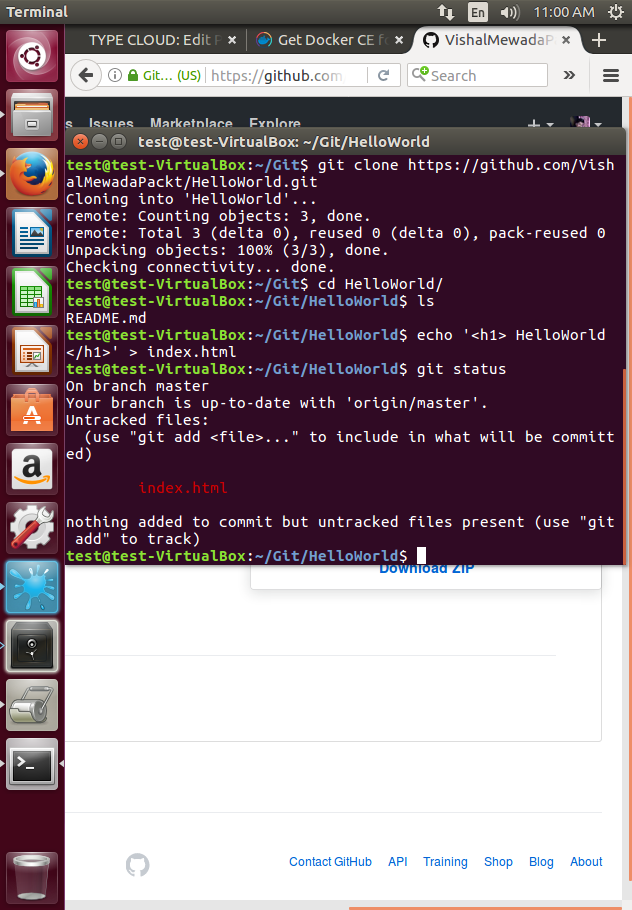 Terminal
En
11:00 AM
TYPE CLOUD: Edit P
Get Docker CE fo
VishalMewadaP
Git... (US)
https://github.com
Search
Issues Marketplace Explore
test@test-VirtualBox: ~/Git/HelloWorld
test@test-VirtualBox:~/Git$ git clone https://github.com/Vish
alMewadaPackt/HelloWorld.git
Cloning into 'HelloWorld'...
remote: Counting objects: 3, done.
remote: Total 3 (delta 0), reused 0 (delta 0), pack-reused 0
Unpacking objects: 100% (3/3), done.
Checking connectivity... done.
test@test-VirtualBox:~/Git$ cd HelloWorld/
test@test-VirtualBox:~/Git/HelloWorld$ ls
README.md
test@test-VirtualBox:~/Git/HelloWorld$ echo '<h1> HelloWorld
</h1>' > index.html
test@test-VirtualBox:~/Git/HelloWorld$ git status
On branch master
Your branch is up-to-date with 'origin/master'.
Untracked files:
  (use "git add <file>..." to include in what will be committ
ed)
index.html
nothing added to commit but untracked files present (use "git
 add" to track)
test@test-VirtualBox:~/Git/HelloWorld$
Download ZIP
Contact GitHub API Training Shop Blog About